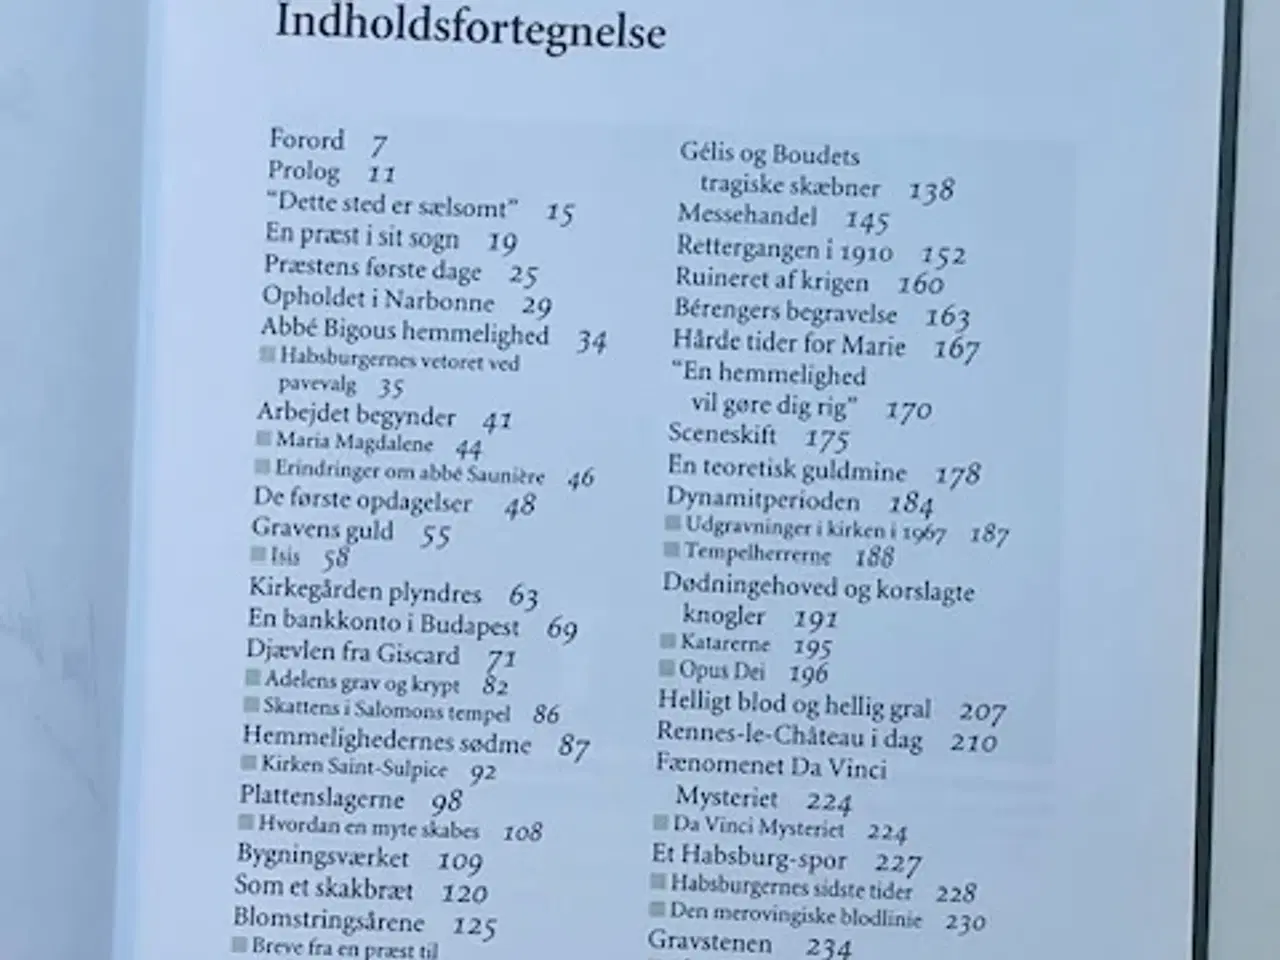 Indholdsfortegnelse
Forord 7
Prolog 11
“Dette sted er sælsomt” 15
En præst i sit sogn 19
Præstens første dage 25
Opholdet i Narbonne 29
Abbé Bigous hemmelighed 34
Habsburgernes vetoret ved
pavevalg 35
Arbejdet begynder 41
Maria Magdalene 44
Erindringer om abbé Saunière 46
De første opdagelser 48
Gravens guld 55
Isis 58
Kirkegården plyndres 63
En bankkonto i Budapest 69
Djævlen fra Giscard 71
Adelens grav og krypt 82
Skattens i Salomons tempel 86
Hemmelighedernes sødme 87
Kirken Saint-Sulpice 92
Plattenslagerne 98
Hvordan en myte skabes 108
Bygningsværket 109
Som et skakbræt 120
Blomstringsårene 125
Breve fra en præst til
Gélis og Boudets
tragiske skæbner 138
Messehandel 145
Rettergangen i 1910 152
Ruineret af krigen 160
Bérengers begravelse 163
Hårde tider for Marie 167
“En hemmelighed
vil gøre dig rig” 170
Sceneskift 175
En teoretisk guldmine 178
Dynamitperioden 184
Udgravninger i kirken i 1967 187
Tempelherrerne 188
Dødningehoved og korslagte
knogler 191
Katarerne 195
Opus Dei 196
Helligt blod og hellig gral 207
Rennes-le-Château i dag 210
Fænomenet Da Vinci
Mysteriet 224
Da Vinci Mysteriet 224
Et Habsburg-spor 227
Habsburgernes sidste tider 228
Den merovingiske blodlinie 230
Gravstenen 234